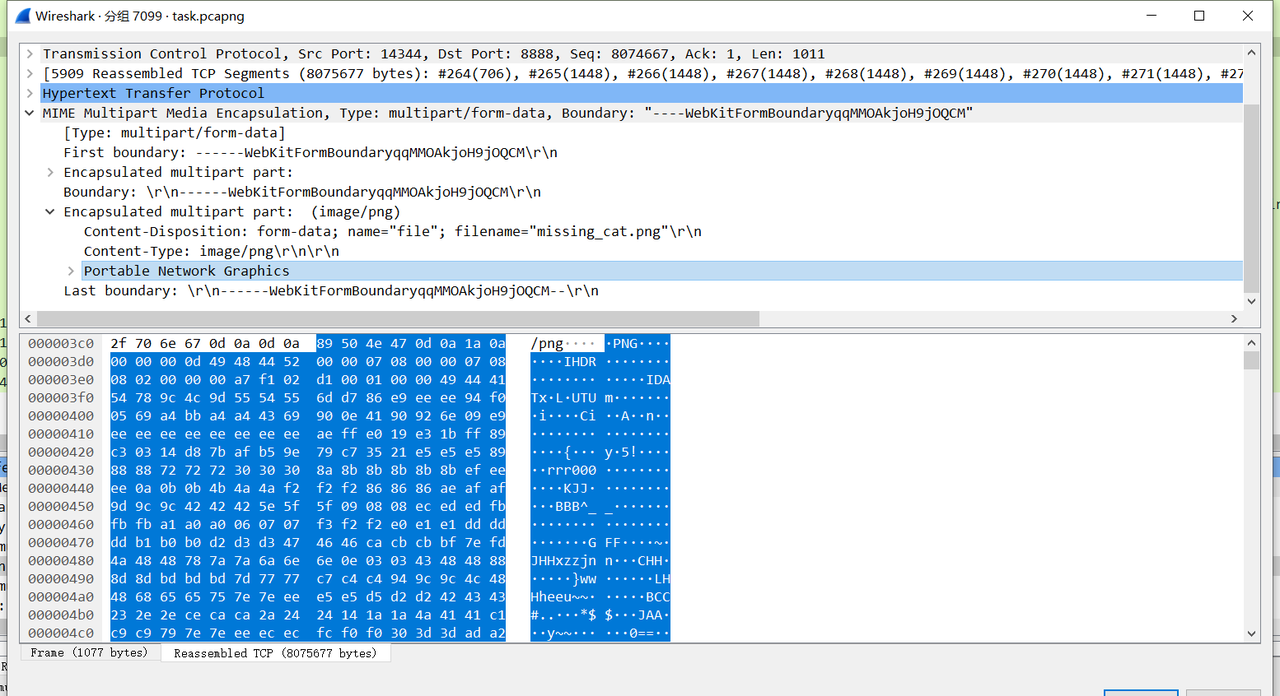 Wireshark · 分组 7099 · task.pcapng
Transmission Control Protocol, Src Port: 14344, Dst Port: 8888, Seq: 8074667, Ack: 1, Len: 1011
[5909 Reassembled TCP Segments (8075677 bytes): #264(706), #265(1448), #266(1448), #267(1448), #268(1448), #269(1448), #270(1448), #271(1448), #27
Hypertext Transfer Protocol
MIME Multipart Media Encapsulation, Type: multipart/form-data, Boundary: "----WebKitFormBoundaryqqMMOAkjoH9jOQCM"
[Type: multipart/form-data]
First boundary: ------WebKitFormBoundaryqqMMOAkjoH9jOQCM\r\n
Encapsulated multipart part:
Boundary: \r\n------WebKitFormBoundaryqqMMOAkjoH9jOQCM\r\n
Encapsulated multipart part:  (image/png)
Content-Disposition: form-data; name="file"; filename="missing_cat.png"\r\n
Content-Type: image/png\r\n\r\n
Portable Network Graphics
Last boundary: \r\n------WebKitFormBoundaryqqMMOAkjoH9jOQCM--\r\n
000003c0 2f 70 6e 67 0d 0a 0d 0a 89 50 4e 47 0d 0a 1a 0a /png···· ·PNG····
000003d0 00 00 00 0d 49 48 44 52 00 00 07 08 00 00 07 08 ····IHDR ········
000003e0 08 02 00 00 00 a7 f1 02 d1 00 01 00 00 49 44 41 ········ ·····IDA
000003f0 54 78 9c 4c 9d 55 54 55 6d d7 86 e9 ee ee 94 f0 Tx·L·UTU m·······
00000400 05 69 a4 bb a4 a4 43 69 90 0e 41 90 92 6e 09 e9 ·i····Ci ··A··n··
00000410 ee ee ee ee ee ee ee ee ae ff e0 19 e3 1b ff 89 ········ ········
00000420 c3 03 14 d8 7b af b5 9e 79 c7 35 21 e5 e5 e5 89 ····{··· y·5!····
00000430 88 88 72 72 72 30 30 30 8a 8b 8b 8b 8b 8b ef ee ··rrr000 ········
00000440 ee 0a 0b 0b 4b 4a 4a f2 f2 f2 86 86 86 ae af af ····KJJ· ········
00000450 9d 9c 9c 42 42 42 5e 5f 5f 09 08 08 ec ed ed fb ···BBB^_ _·······
00000460 fb fb a1 a0 a0 06 07 07 f3 f2 f2 e0 e1 e1 dd dd ········ ········
00000470 dd b1 b0 b0 d2 d3 d3 47 46 46 ca cb cb bf 7e fd ·······G FF····~·
00000480 4a 48 48 78 7a 7a 6a 6e 6e 0e 03 03 43 48 48 88 JHHxzzjn n···CHH·
00000490 8d 8d bd bd bd 7d 77 77 c7 c4 c4 94 9c 9c 4c 48 ·····}ww ······LH
000004a0 48 68 65 65 75 7e 7e ee e5 e5 d5 d2 d2 42 43 43 Hheeu~~· ·····BCC
000004b0 23 2e 2e ce ca ca 2a 24 24 14 1a 1a 4a 41 41 c1 #..···*$ $···JAA·
000004c0 c9 c9 79 7e 7e ee ec ec fc f0 f0 30 3d 3d ad a2 ··y~~··· ···0==··
Frame (1077 bytes)
Reassembled TCP (8075677 bytes)